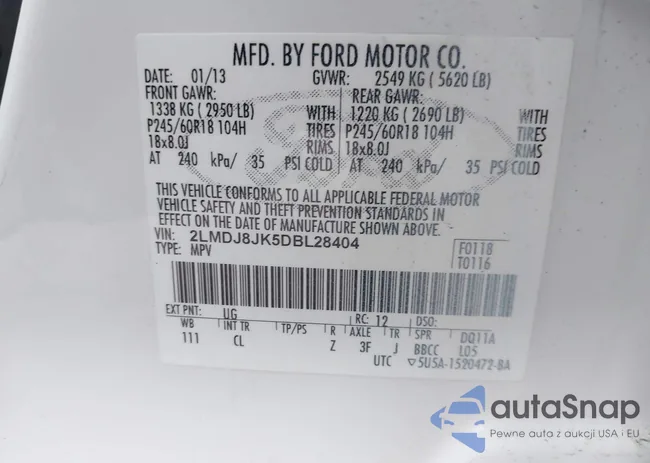 MFD. BY FORD MOTOR CO.
DATE: 01/13 GVWR: 2549 KG (5620 LB)
FRONT GAWR: REAR GAWR:
1338 KG (2950 LB) WITH 1220 KG (2690 LB) WITH
P245/60R18 104H TIRES P245/60R18 104H TIRES
18x8.0J RIMS 18x8.0J RIMS
AT 240 kPa/ 35 PSI COLD AT 240 kPa/ 35 PSI COLD
THIS VEHICLE CONFORMS TO ALL APPLICABLE FEDERAL MOTOR
VEHICLE SAFETY AND THEFT PREVENTION STANDARDS IN
EFFECT ON THE DATE OF MANUFACTURE SHOWN ABOVE.
VIN: 2LMDJ8JK5DBL28404 F0118
TYPE: MPV T0116
EXT PNT: UG RC: 12 DSO:
WB INT TR TP/PS R AXLE TR SPR DQ11A
111 CL Z 3F J BBCC LOS
UTC ▽5U5A-1520472-BA
autoSnap
Pewne auta z aukcji USA i EU